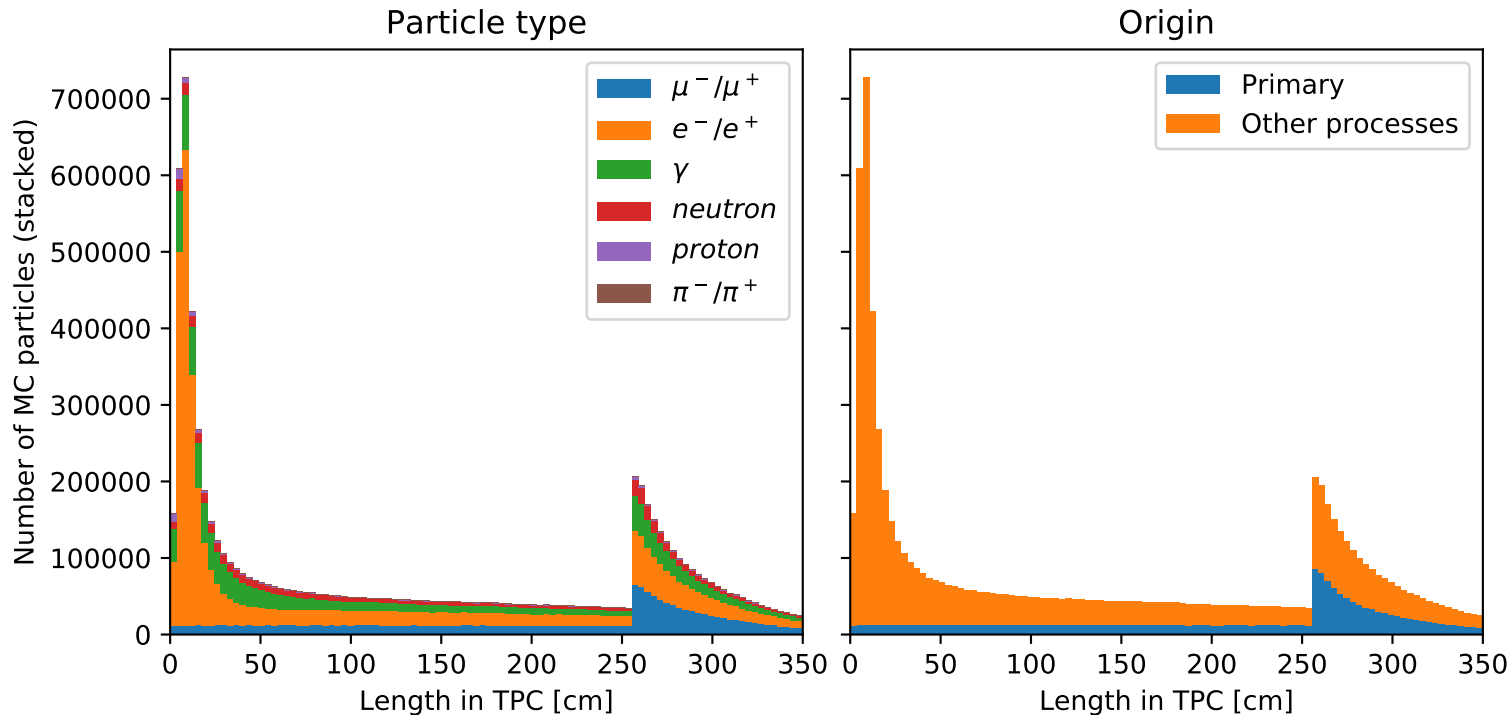 Particle type
Origin
Number of MC particles (stacked)
700000
600000
500000
400000
300000
200000
100000
0
μ⁻/μ⁺
e⁻/e⁺
γ
neutron
proton
π⁻/π⁺
Primary
Other processes
0 50 100 150 200 250 300 350
0 50 100 150 200 250 300 350
Length in TPC [cm]
Length in TPC [cm]